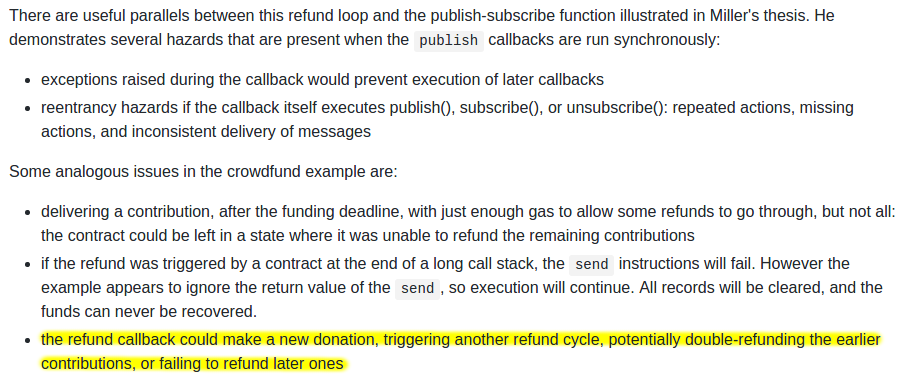 There are useful parallels between this refund loop and the publish-subscribe function illustrated in Miller's thesis. He
demonstrates several hazards that are present when the publish callbacks are run synchronously:
• exceptions raised during the callback would prevent execution of later callbacks
• reentrancy hazards if the callback itself executes publish(), subscribe(), or unsubscribe(): repeated actions, missing
actions, and inconsistent delivery of messages
Some analogous issues in the crowdfund example are:
• delivering a contribution, after the funding deadline, with just enough gas to allow some refunds to go through, but not all:
the contract could be left in a state where it was unable to refund the remaining contributions
• if the refund was triggered by a contract at the end of a long call stack, the send instructions will fail. However the
example appears to ignore the return value of the send, so execution will continue. All records will be cleared, and the
funds can never be recovered.
• the refund callback could make a new donation, triggering another refund cycle, potentially double-refunding the earlier
contributions, or failing to refund later ones